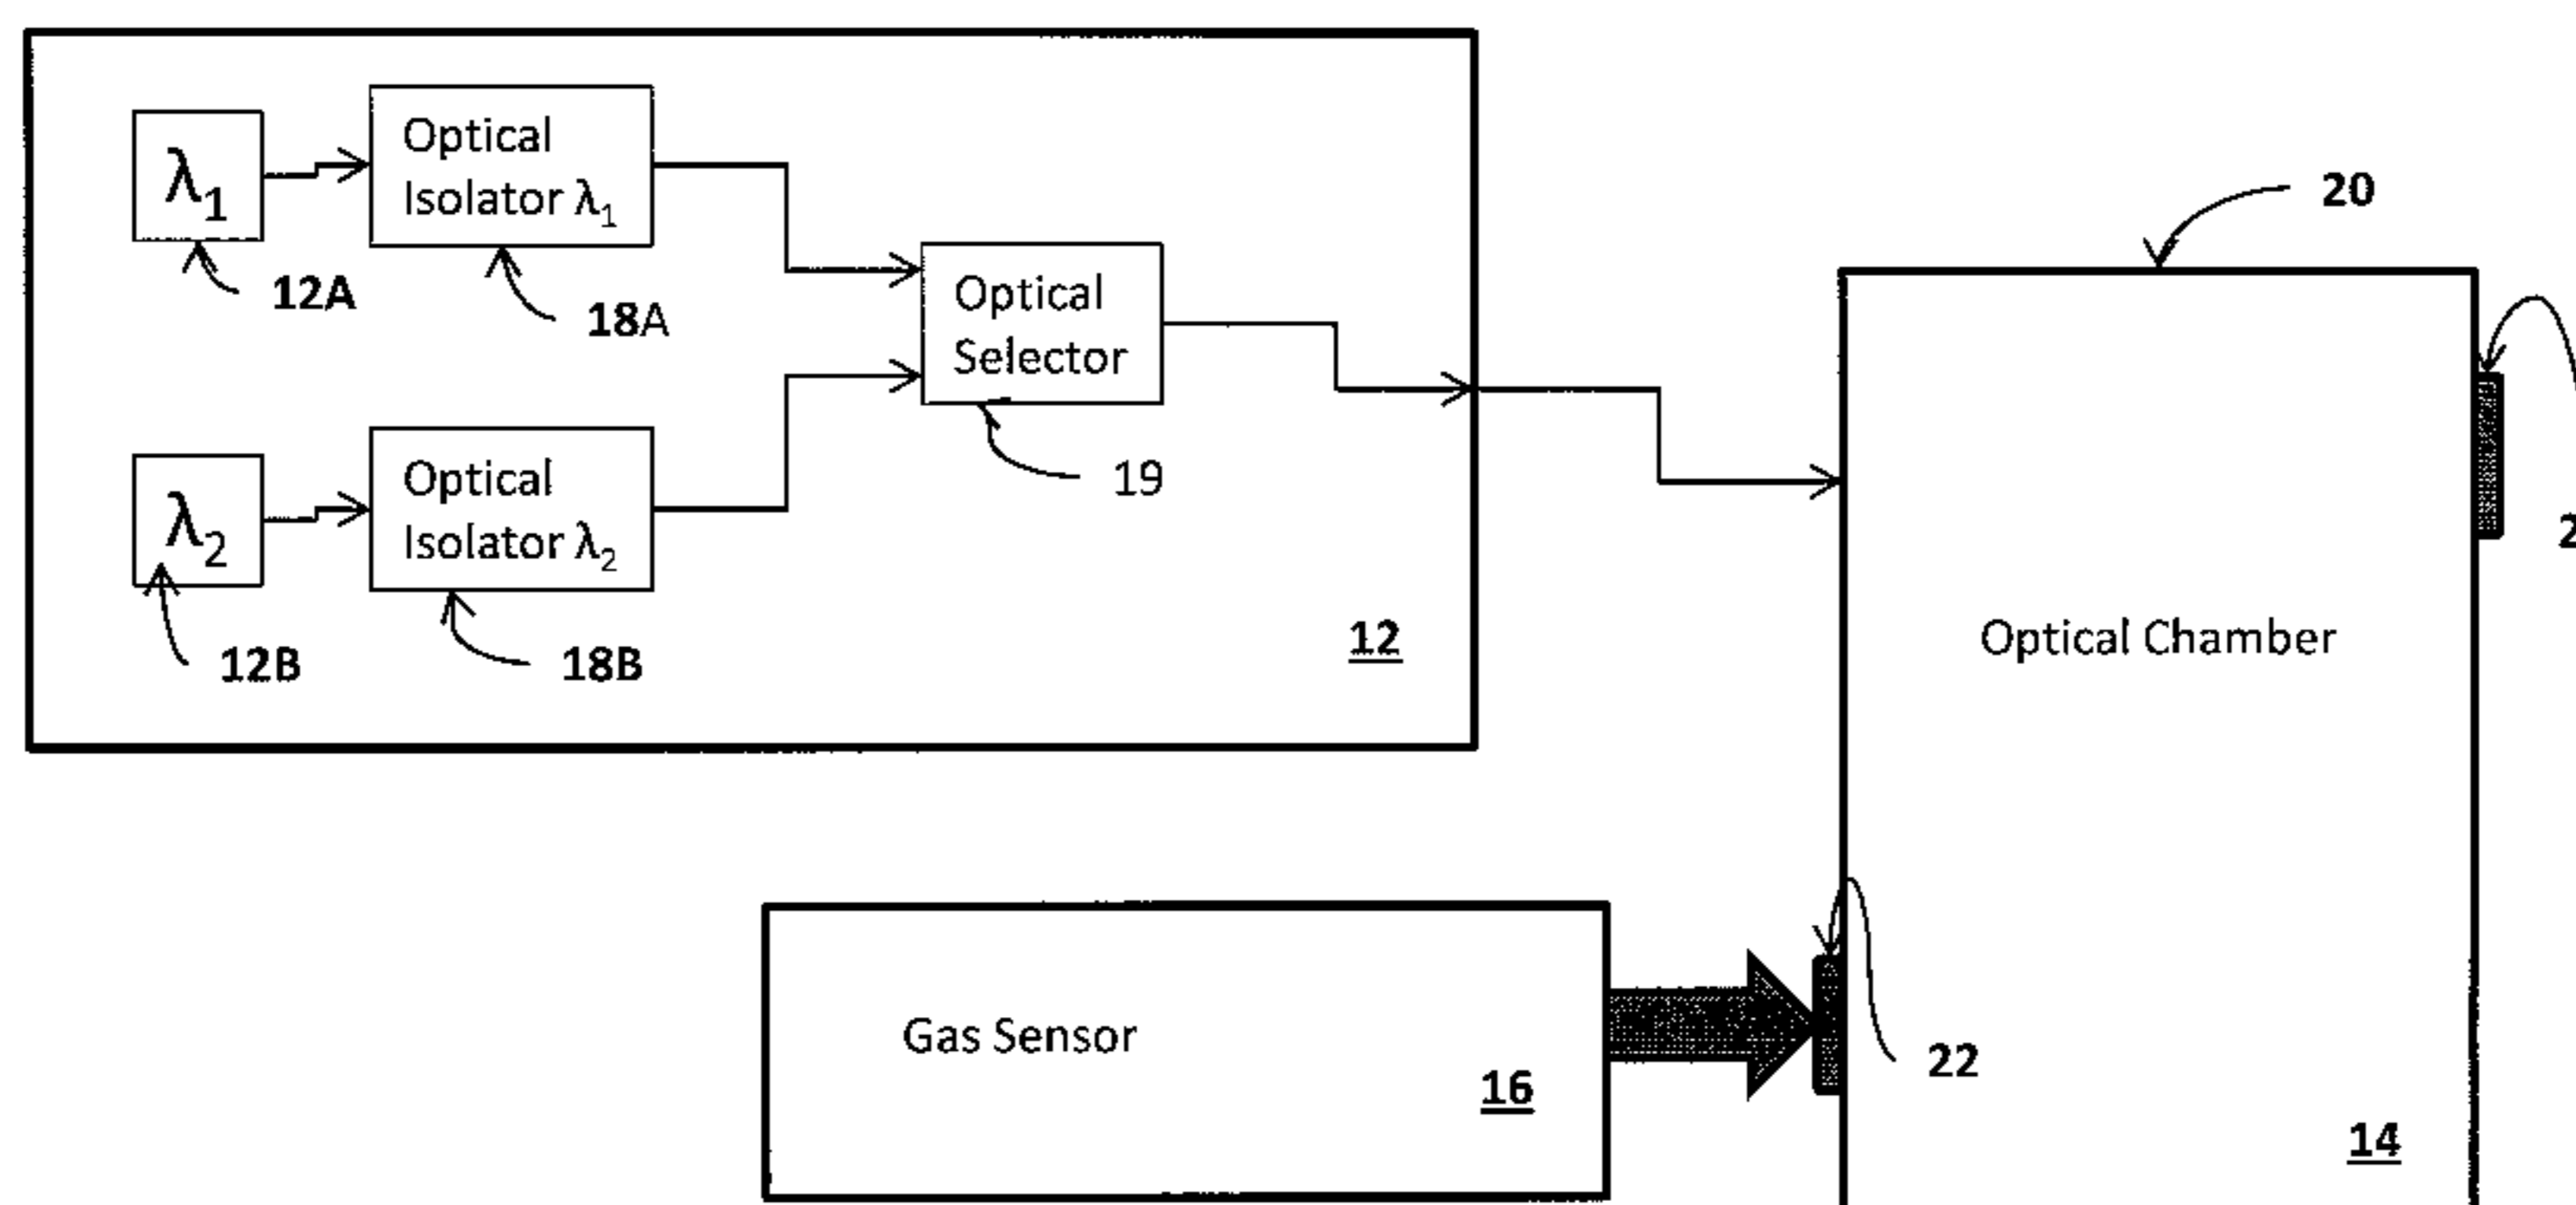 λ1
Optical
Isolator λ1
12A
18A
Optical
Selector
19
λ2
Optical
Isolator λ2
12B
18B
12
20
Optical Chamber
Gas Sensor
16
22
14